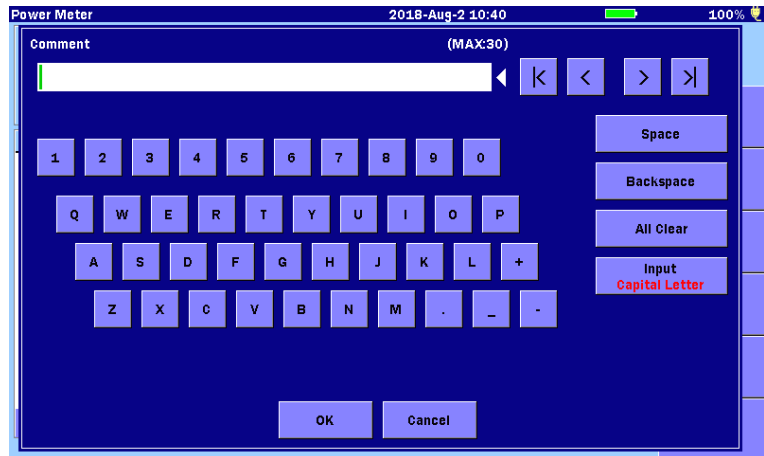 Power Meter 2018-Aug-2 10:40 100%
Comment (MAX:30)
|< < > >|
Space
1 2 3 4 5 6 7 8 9 0
Backspace
Q W E R T Y U I O P
All Clear
A S D F G H J K L +
Input
Capital Letter
Z X C V B N M . _ -
OK Cancel